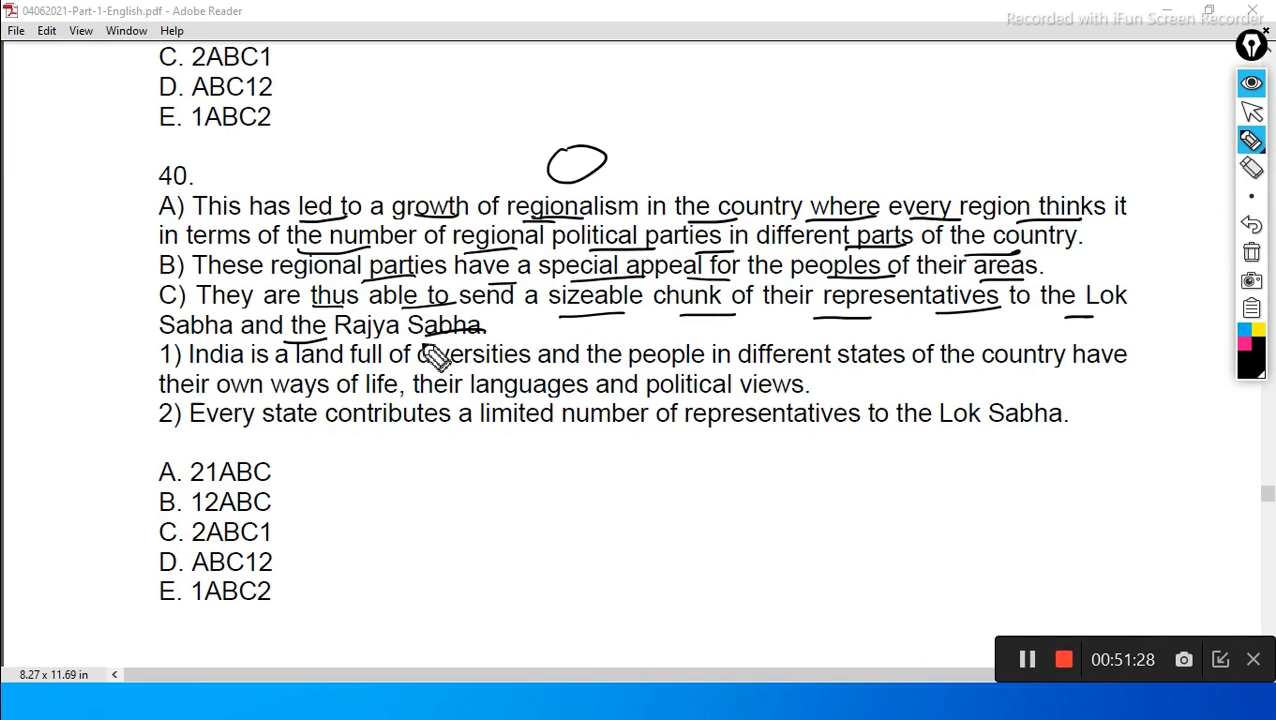 04062021-Part-1-English.pdf - Adobe Reader
Recorded with iFun Screen Recorder
File Edit View Window Help
C. 2ABC1
D. ABC12
E. 1ABC2
40.
A) This has led to a growth of regionalism in the country where every region thinks it
in terms of the number of regional political parties in different parts of the country.
B) These regional parties have a special appeal for the peoples of their areas.
C) They are thus able to send a sizeable chunk of their representatives to the Lok
Sabha and the Rajya Sabha.
1) India is a land full of diversities and the people in different states of the country have
their own ways of life, their languages and political views.
2) Every state contributes a limited number of representatives to the Lok Sabha.
A. 21ABC
B. 12ABC
C. 2ABC1
D. ABC12
E. 1ABC2
8.27 x 11.69 in
00:51:28